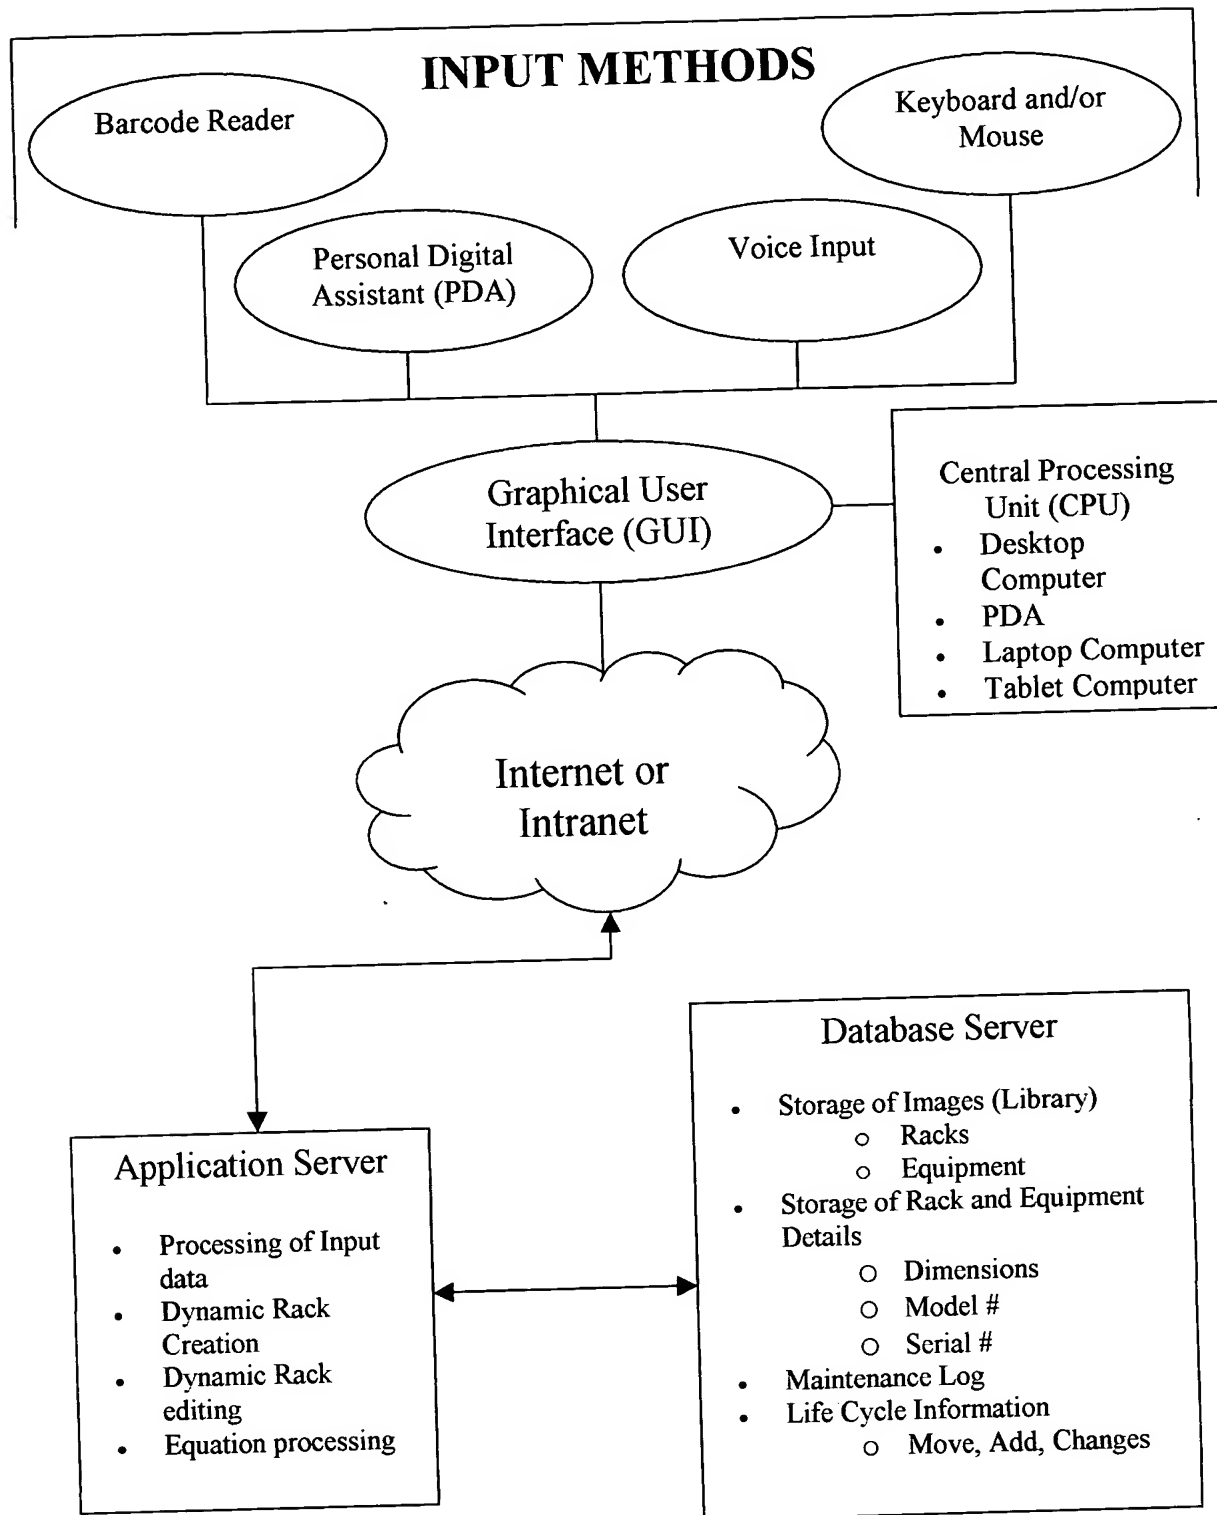 INPUT METHODS
Barcode Reader
Keyboard and/or
Mouse
Personal Digital
Assistant (PDA)
Voice Input
Graphical User
Interface (GUI)
Central Processing
Unit (CPU)
• Desktop
Computer
• PDA
• Laptop Computer
• Tablet Computer
Internet or
Intranet
Application Server
• Processing of Input
data
• Dynamic Rack
Creation
• Dynamic Rack
editing
• Equation processing
Database Server
• Storage of Images (Library)
o Racks
o Equipment
• Storage of Rack and Equipment
Details
o Dimensions
o Model #
o Serial #
• Maintenance Log
• Life Cycle Information
o Move, Add, Changes